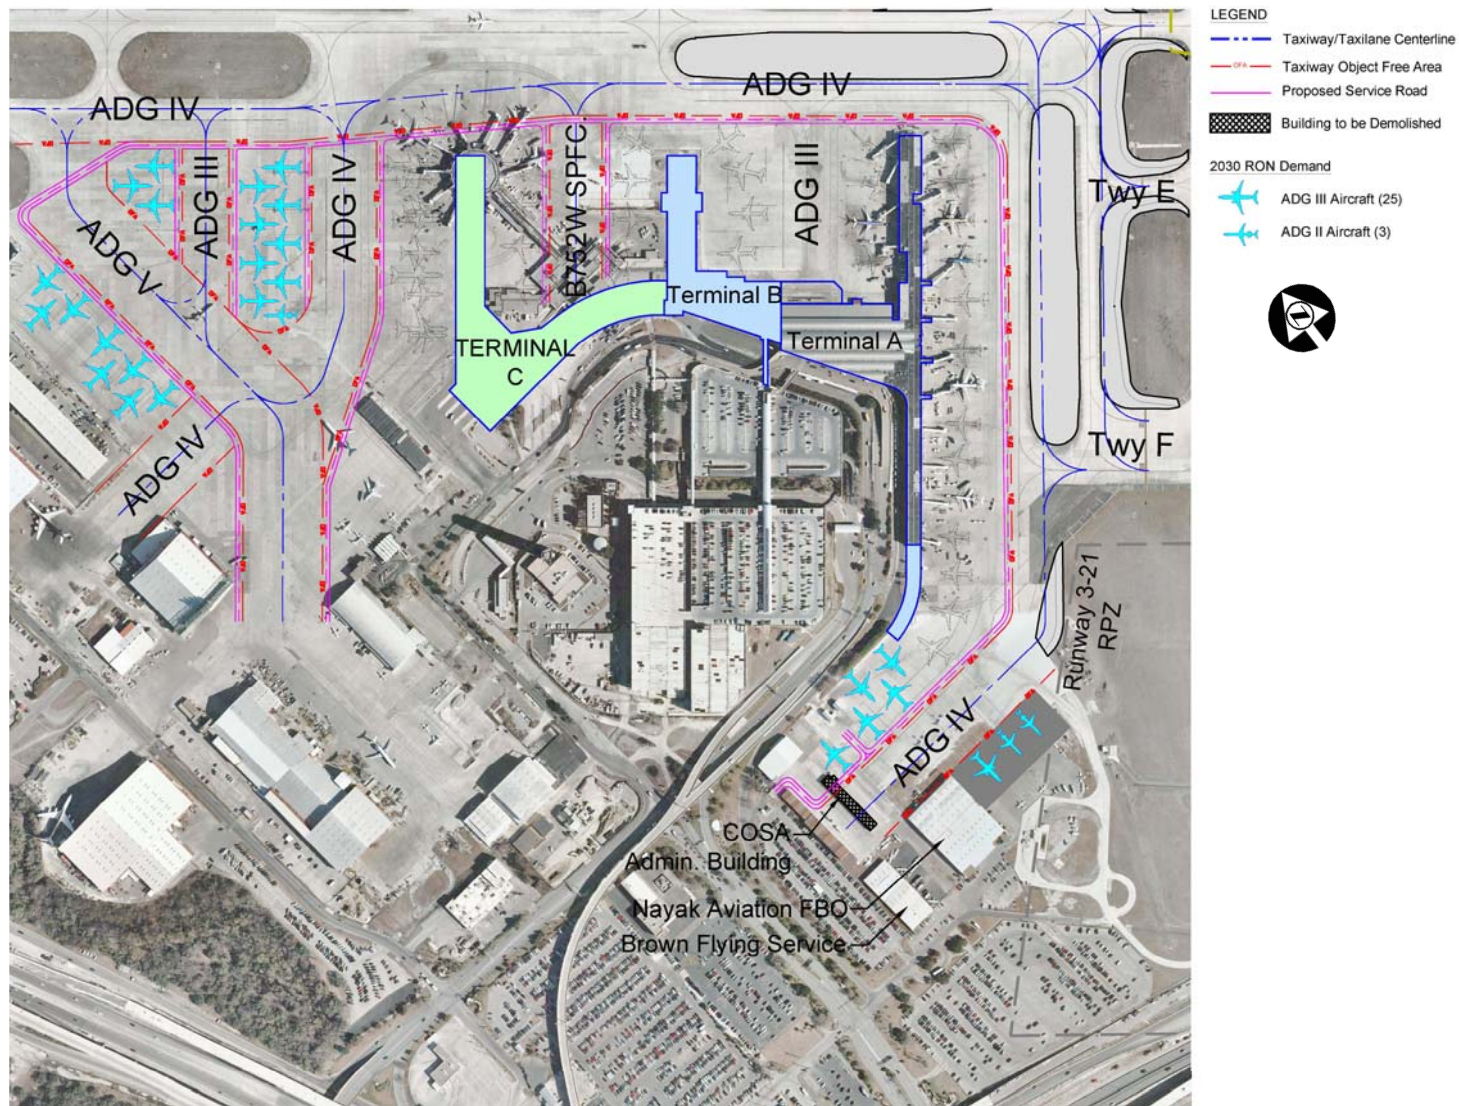 LEGEND
Taxiway/Taxilane Centerline
OFA
Taxiway Object Free Area
Proposed Service Road
Building to be Demolished
2030 RON Demand
ADG III Aircraft (25)
ADG II Aircraft (3)
ADG IV
ADG IV
ADG III
ADG IV
ADG V
B752W SPFC
ADG III
Twy E
Terminal B
Terminal A
TERMINAL
C
ADG IV
Twy F
Runway 3-21
RPZ
ADG IV
COSA
Admin. Building
Nayak Aviation FBO
Brown Flying Service